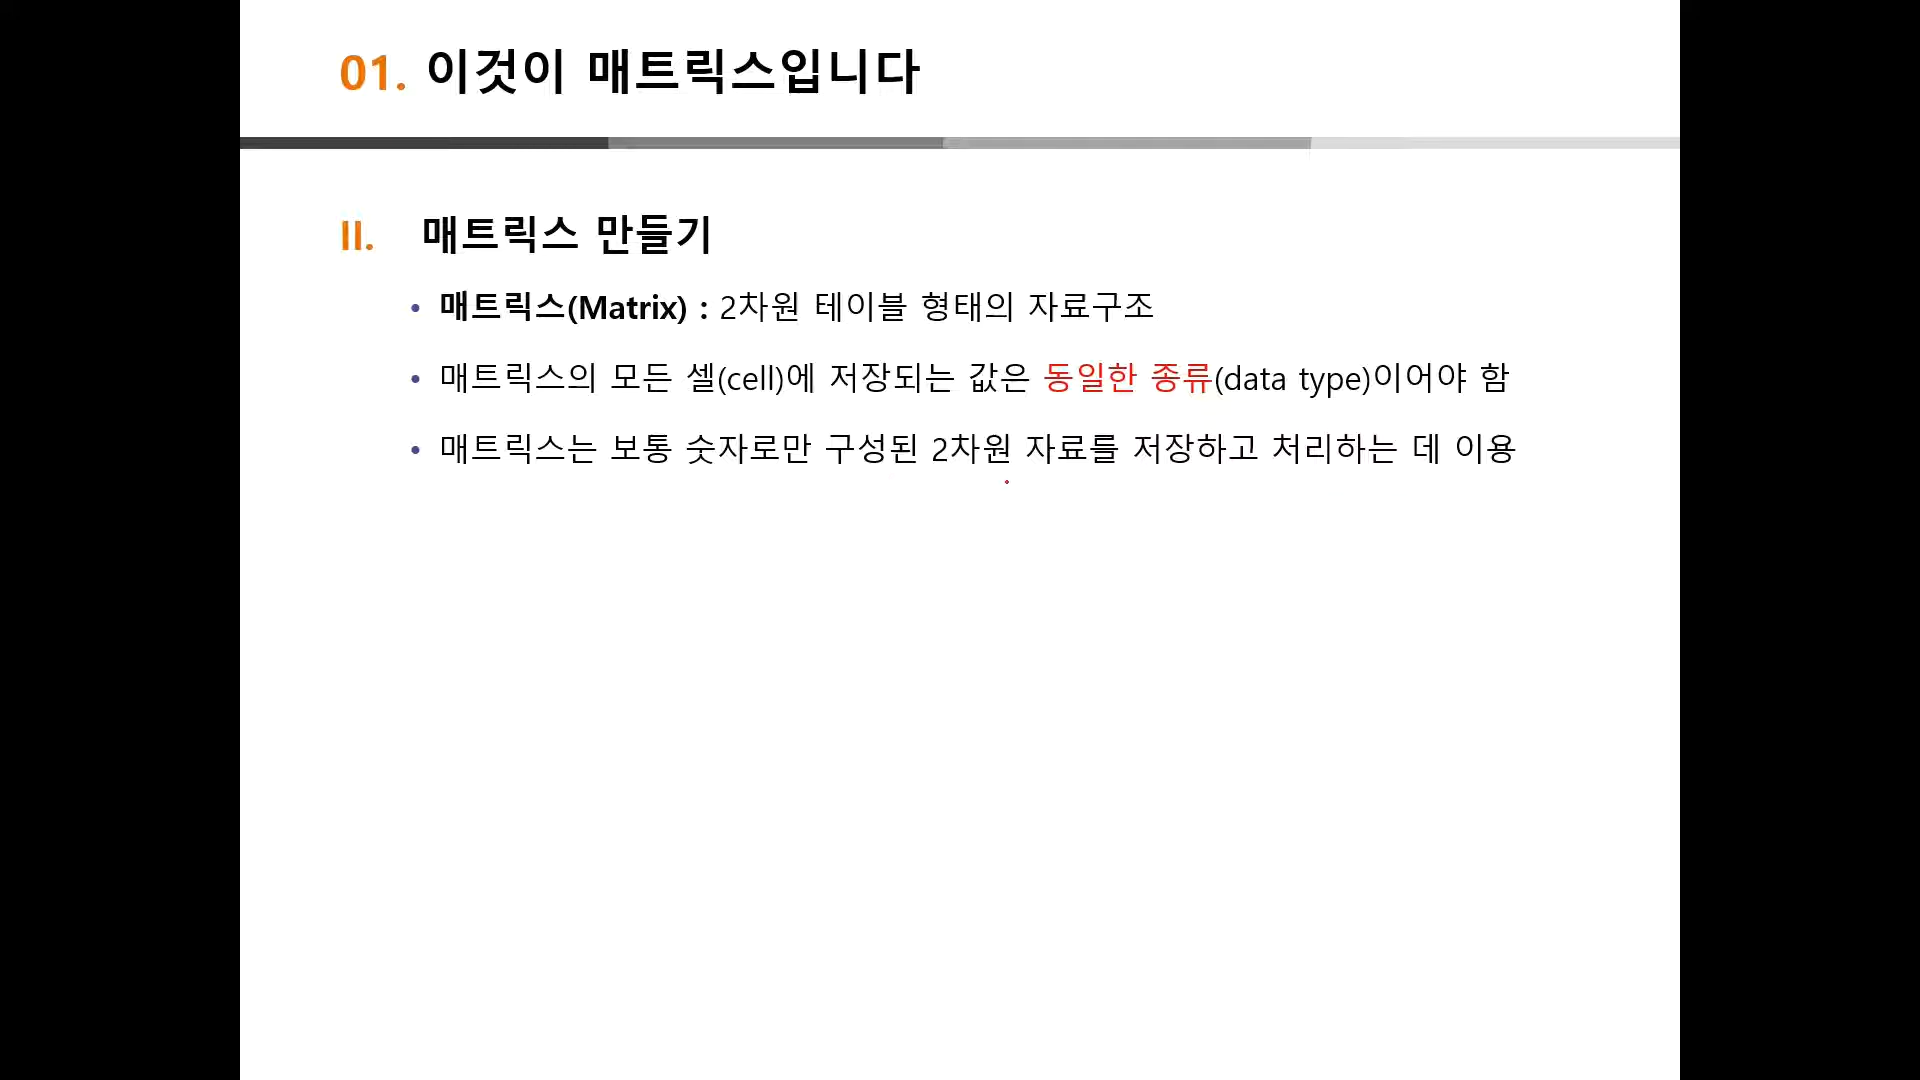 01. 이것이 매트릭스입니다
II. 매트릭스 만들기
• 매트릭스(Matrix) : 2차원 테이블 형태의 자료구조
• 매트릭스의 모든 셀(cell)에 저장되는 값은 동일한 종류(data type)이어야 함
• 매트릭스는 보통 숫자로만 구성된 2차원 자료를 저장하고 처리하는 데 이용